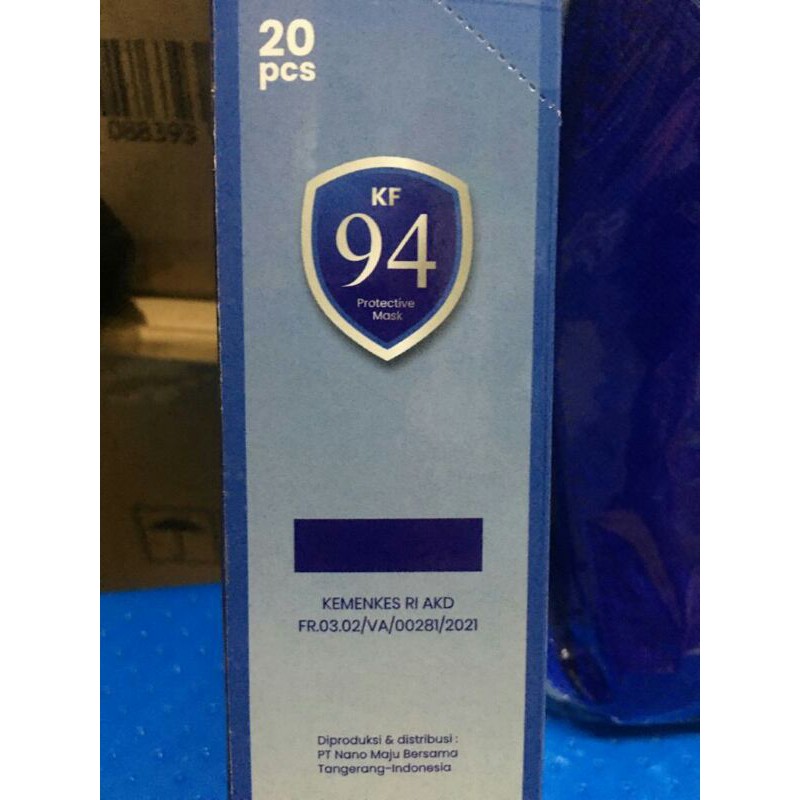 20
pcs
088393
KF
94
Protective
Mask
KEMENKES RI AKD
FR.03.02/VA/00281/2021
Diproduksi & distribusi :
PT Nano Maju Bersama
Tangerang-Indonesia